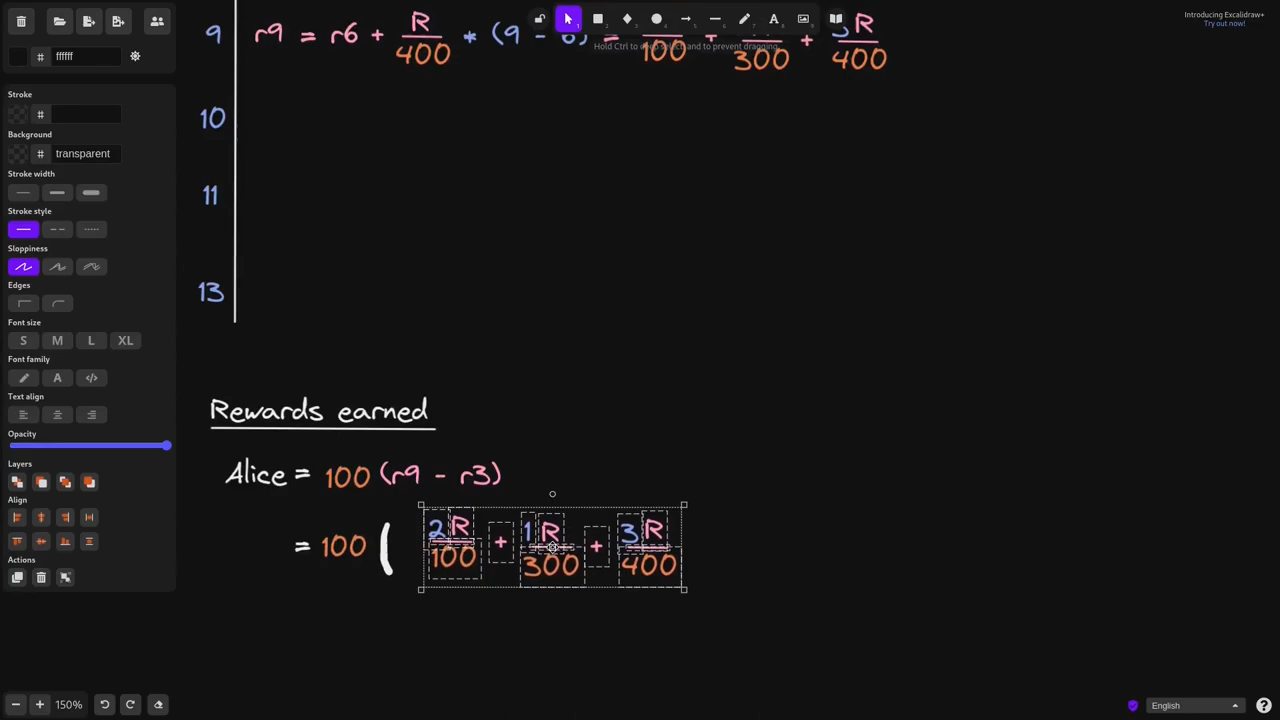 Introducing Excalidraw+
Try out now!
# ffffff
Hold Ctrl to deep select, and to prevent dragging
9 r9 = r6 + R/400 * (9 - 6) = /100 + /300 + 3R/400
10
11
13
Stroke
#
Background
# transparent
Stroke width
Stroke style
Sloppiness
Edges
Font size
S M L XL
Font family
A </>
Text align
Opacity
Layers
Align
Actions
Rewards earned
Alice = 100 (r9 - r3)
= 100 ( 2R/100 + 1R/300 + 3R/400
150%
English